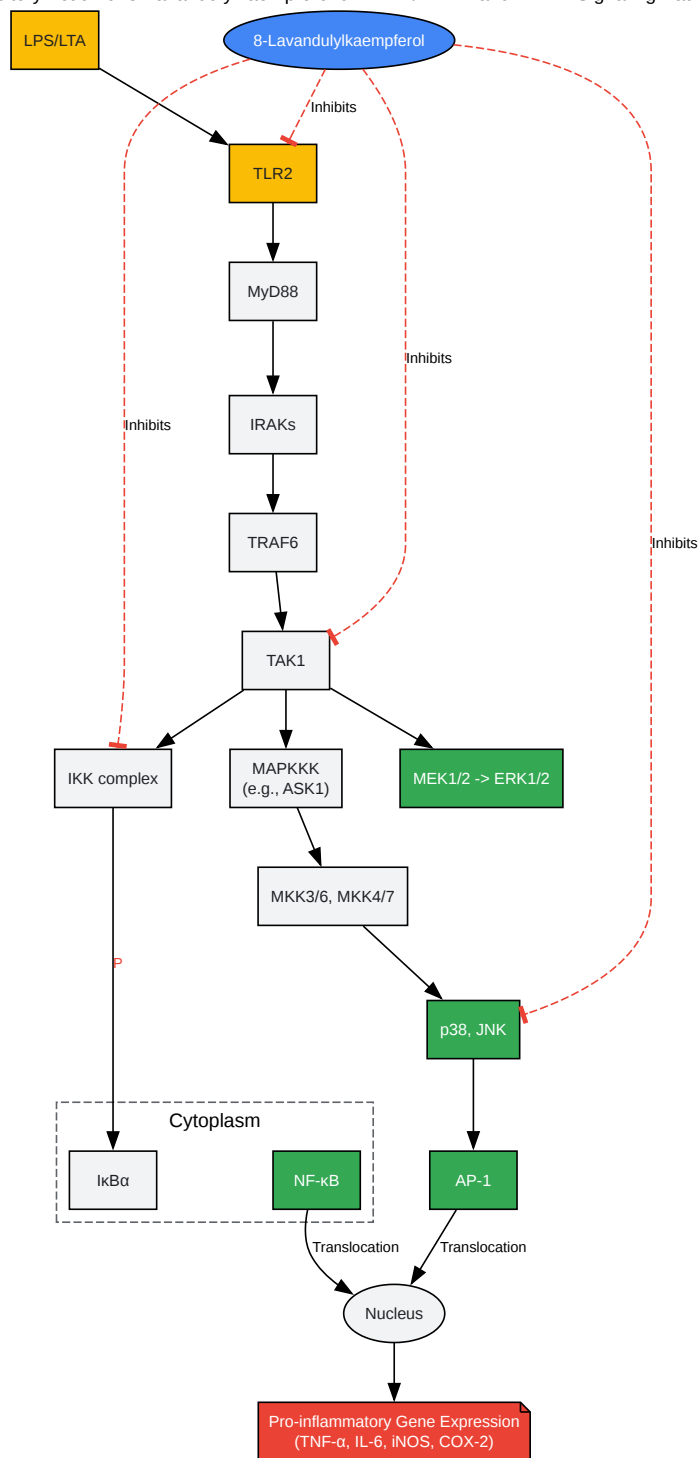 LPS/LTA
8-Lavandulylkaempferol
Inhibits
TLR2
MyD88
Inhibits
IRAKs
Inhibits
TRAF6
Inhibits
TAK1
IKK complex
MAPKKK
(e.g., ASK1)
MEK1/2 -> ERK1/2
MKK3/6, MKK4/7
P
p38, JNK
Cytoplasm
IκBα
NF-κB
AP-1
Translocation
Translocation
Nucleus
Pro-inflammatory Gene Expression
(TNF-α, IL-6, iNOS, COX-2)